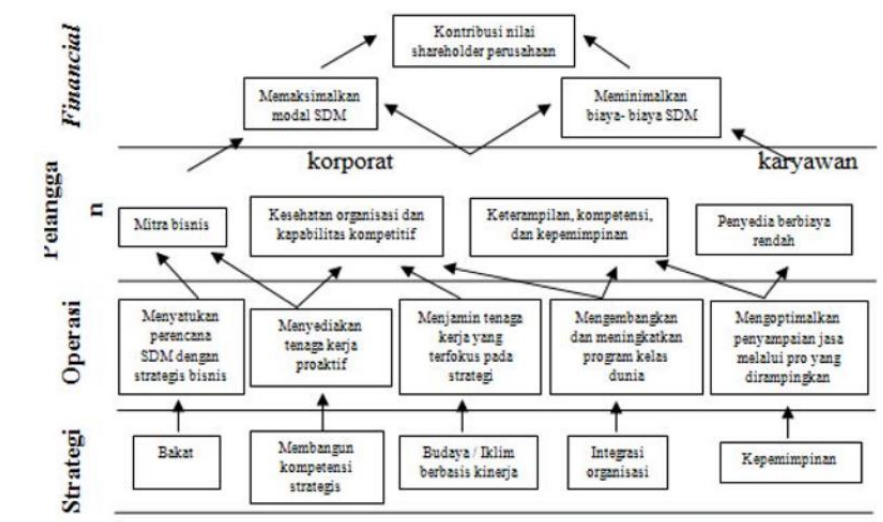 Financial
Kontribusi nilai
shareholder perusahaan
Memaksimalkan
modal SDM
Meminimalkan
biaya- biaya SDM
korporat
karyawan
Pelangga
n
Mitra bisnis
Kesehatan organisasi dan
kapabilitas kompetitif
Keterampilan, kompetensi,
dan kepemimpinan
Penyedia berbiaya
rendah
Operasi
Menyatukan
perencana
SDM dengan
strategis bisnis
Menyediakan
tenaga kerja
proaktif
Menjamin tenaga
kerja yang
terfokus pada
strategi
Mengembangkan
dan meningkatkan
program kelas
dunia
Mengoptimalkan
penyampaian jasa
melalui pro yang
dirampingkan
Strategi
Bakat
Membangun
kompetensi
strategis
Budaya / Iklim
berbasis kinerja
Integrasi
organisasi
Kepemimpinan